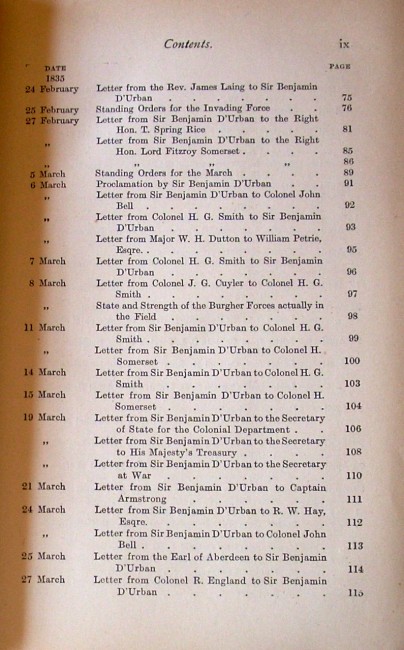 Contents. ix
DATE PAGE
1835
24 February Letter from the Rev. James Laing to Sir Benjamin
D'Urban . . . . . . 75
25 February Standing Orders for the Invading Force . . 76
27 February Letter from Sir Benjamin D'Urban to the Right
Hon. T. Spring Rice . . . . . 81
„ Letter from Sir Benjamin D'Urban to the Right
Hon. Lord Fitzroy Somerset . . . . 85
„ „ „ „ 86
5 March Standing Orders for the March . . . . 89
6 March Proclamation by Sir Benjamin D'Urban . . 91
„ Letter from Sir Benjamin D'Urban to Colonel John
Bell . . . . . . . 92
„ Letter from Colonel H. G. Smith to Sir Benjamin
D'Urban . . . . . . 93
„ Letter from Major W. H. Dutton to William Petrie,
Esqre. . . . . . . . 95
7 March Letter from Colonel H. G. Smith to Sir Benjamin
D'Urban . . . . . . 96
8 March Letter from Colonel J. G. Cuyler to Colonel H. G.
Smith . . . . . . . 97
„ State and Strength of the Burgher Forces actually in
the Field . . . . . . 98
11 March Letter from Sir Benjamin D'Urban to Colonel H. G.
Smith . . . . . . . 99
„ Letter from Sir Benjamin D'Urban to Colonel H.
Somerset . . . . . . 100
14 March Letter from Sir Benjamin D'Urban to Colonel H. G.
Smith . . . . . . 103
15 March Letter from Sir Benjamin D'Urban to Colonel H.
Somerset . . . . . . 104
19 March Letter from Sir Benjamin D'Urban to the Secretary
of State for the Colonial Department . . 106
„ Letter from Sir Benjamin D'Urban to the Secretary
to His Majesty's Treasury . . . . 108
„ Letter from Sir Benjamin D'Urban to the Secretary
at War . . . . . . 110
21 March Letter from Sir Benjamin D'Urban to Captain
Armstrong . . . . . . 111
24 March Letter from Sir Benjamin D'Urban to R. W. Hay,
Esqre. . . . . . . 112
„ Letter from Sir Benjamin D'Urban to Colonel John
Bell . . . . . . . 113
25 March Letter from the Earl of Aberdeen to Sir Benjamin
D'Urban . . . . . . 114
27 March Letter from Colonel R. England to Sir Benjamin
D'Urban . . . . . . 115